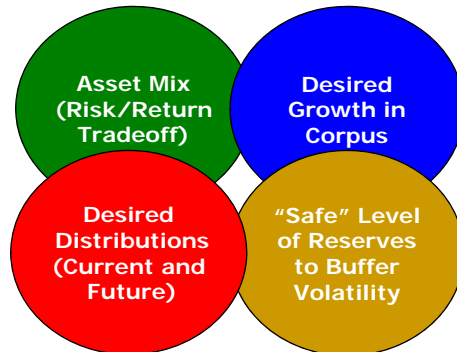 Asset Mix
(Risk/Return
Tradeoff)
Desired
Growth in
Corpus
Desired
Distributions
(Current and
Future)
“Safe” Level
of Reserves
to Buffer
Volatility